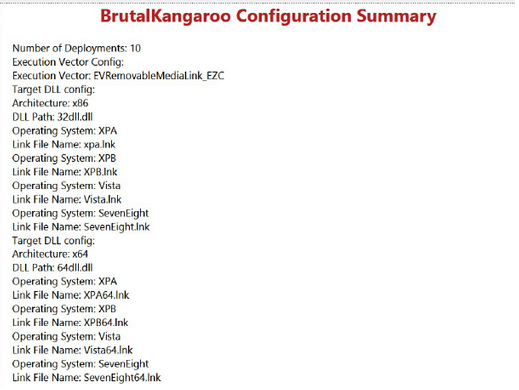 BrutalKangaroo Configuration Summary
Number of Deployments: 10
Execution Vector Config:
Execution Vector: EVRemovableMediaLink_EZC
Target DLL config:
Architecture: x86
DLL Path: 32dll.dll
Operating System: XPA
Link File Name: xpa.lnk
Operating System: XPB
Link File Name: XPB.lnk
Operating System: Vista
Link File Name: Vista.lnk
Operating System: SevenEight
Link File Name: SevenEight.lnk
Target DLL config:
Architecture: x64
DLL Path: 64dll.dll
Operating System: XPA
Link File Name: XPA64.lnk
Operating System: XPB
Link File Name: XPB64.lnk
Operating System: Vista
Link File Name: Vista64.lnk
Operating System: SevenEight
Link File Name: SevenEight64.lnk